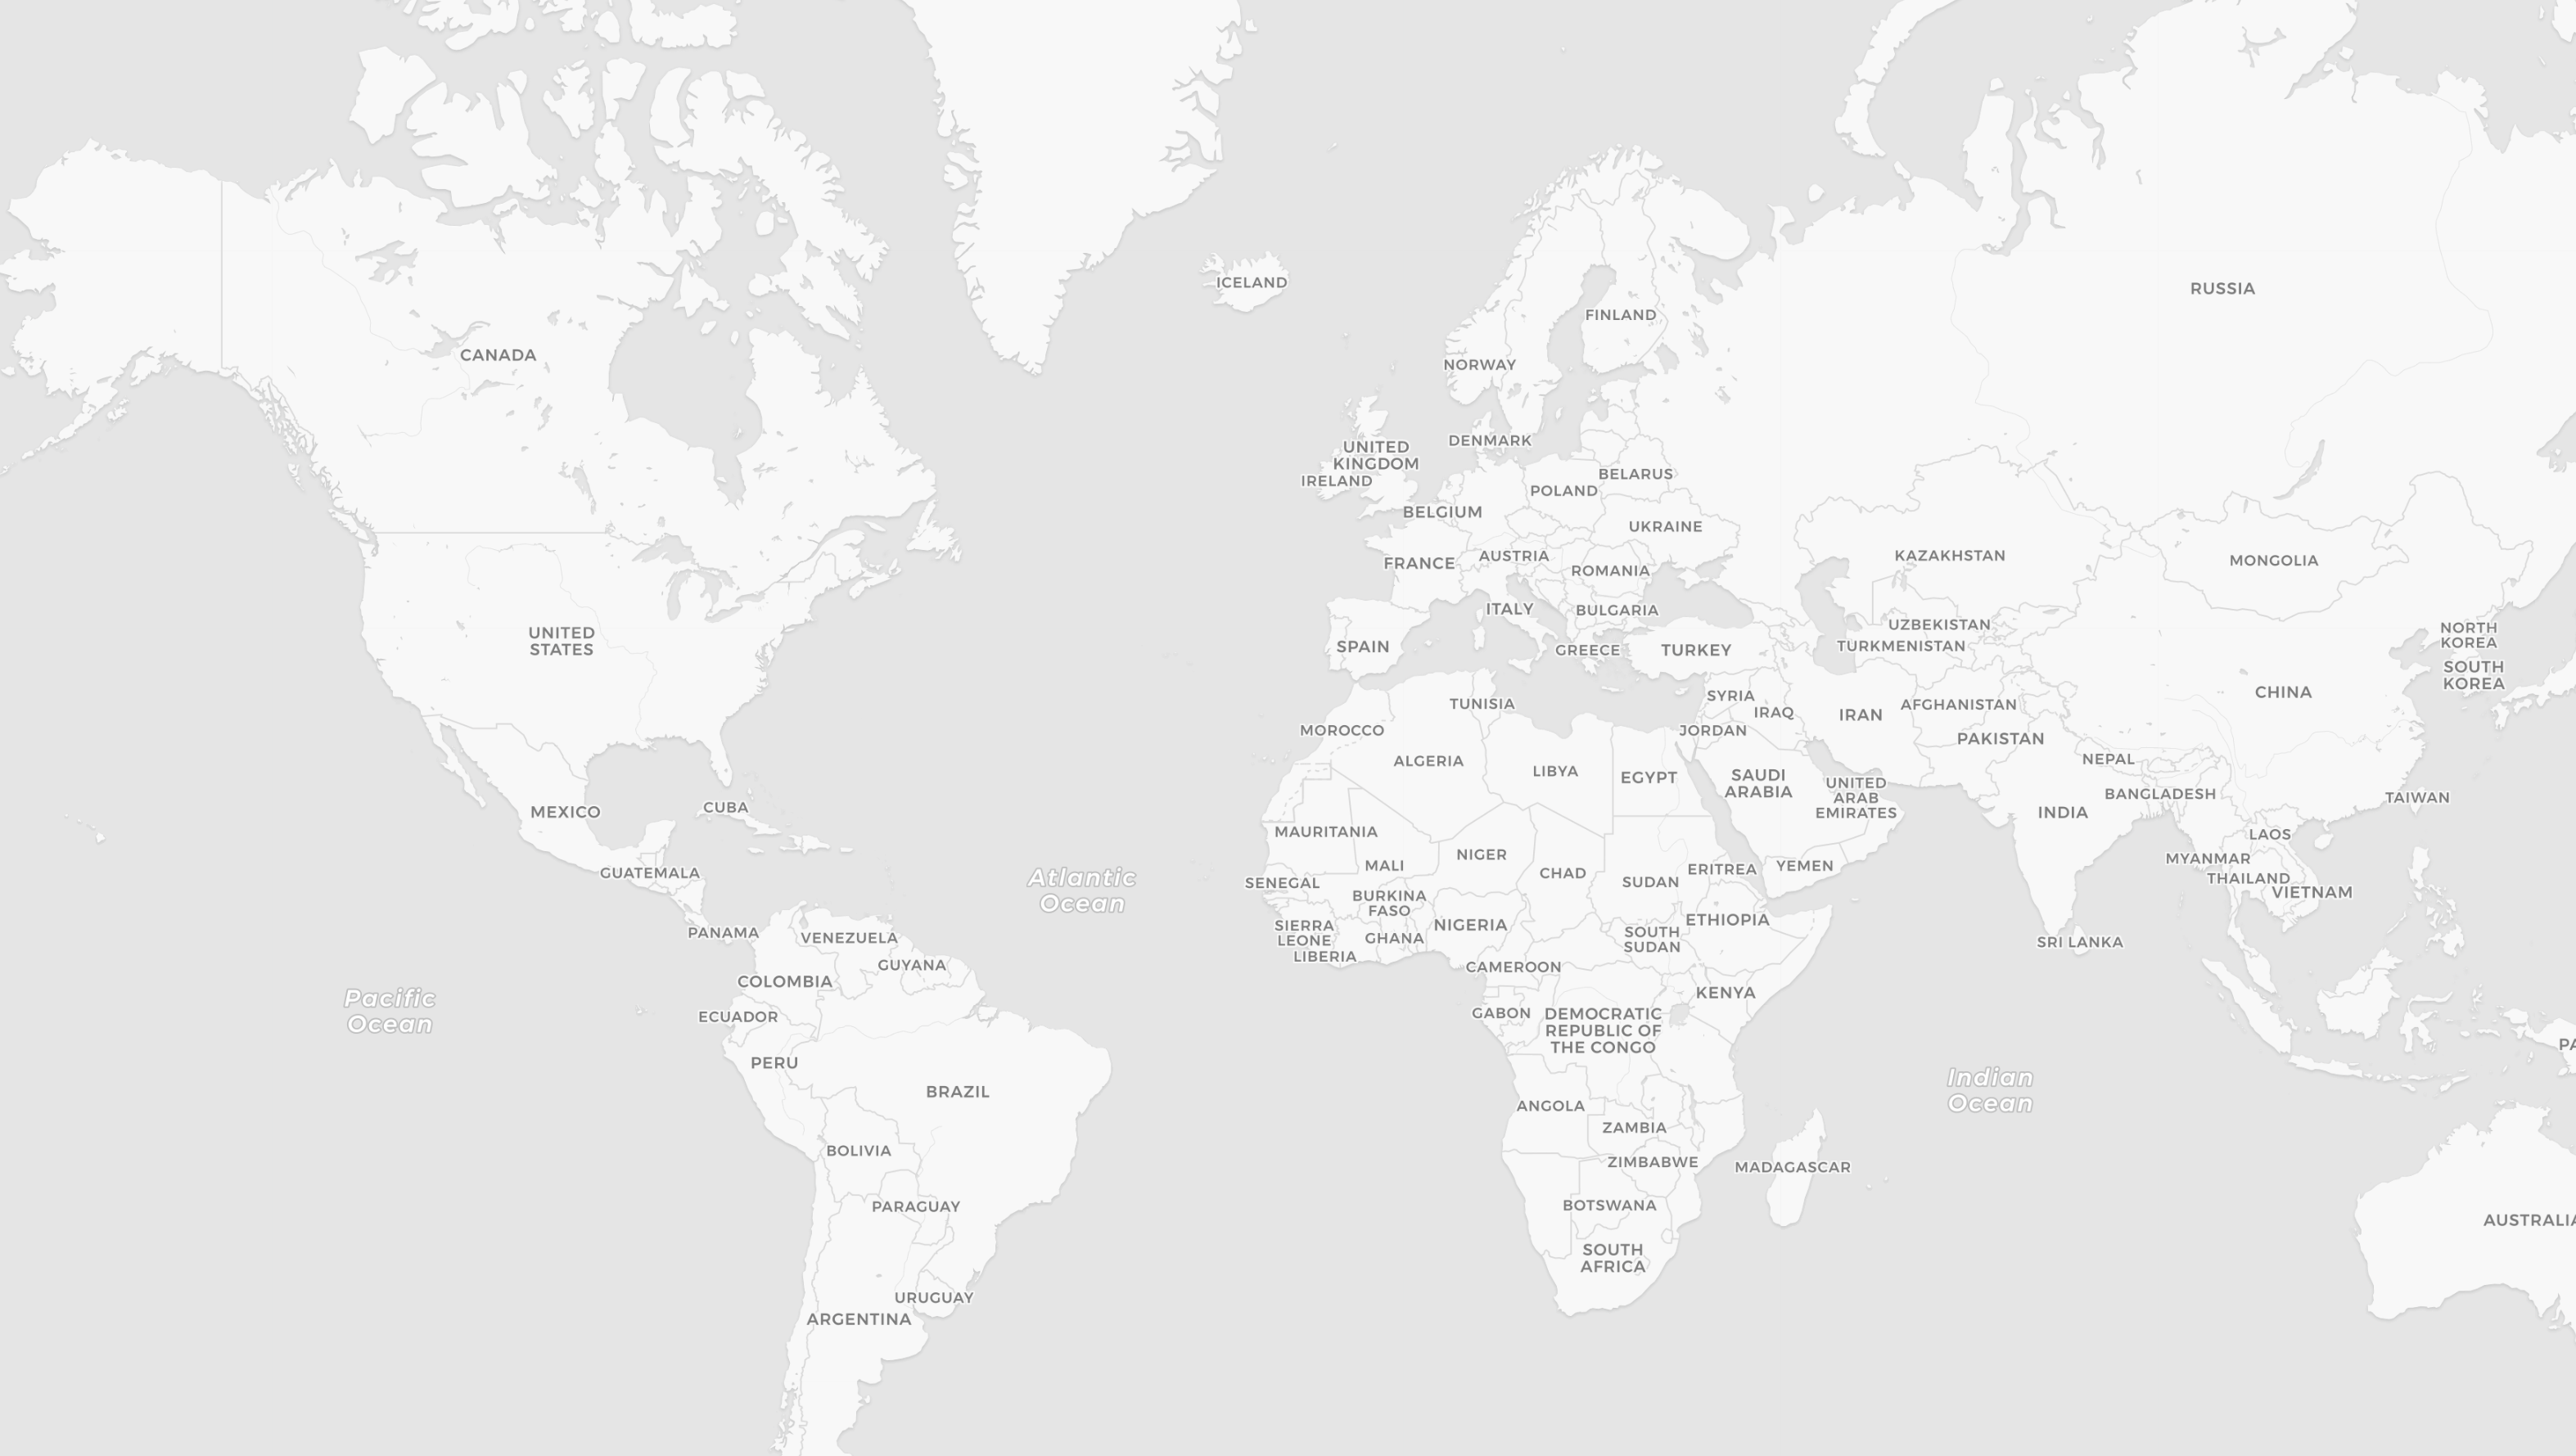 ICELAND
RUSSIA
FINLAND
CANADA
NORWAY
DENMARK
UNITED
KINGDOM
IRELAND
BELARUS
POLAND
BELGIUM
UKRAINE
AUSTRIA
KAZAKHSTAN
MONGOLIA
FRANCE
ROMANIA
ITALY
BULGARIA
UZBEKISTAN
NORTH
KOREA
UNITED
STATES
SPAIN
GREECE
TURKEY
TURKMENISTAN
SOUTH
KOREA
CHINA
SYRIA
TUNISIA
AFGHANISTAN
IRAQ
IRAN
MOROCCO
JORDAN
PAKISTAN
ALGERIA
NEPAL
LIBYA
EGYPT
SAUDI
ARABIA
UNITED
ARAB
EMIRATES
BANGLADESH
TAIWAN
CUBA
MEXICO
INDIA
MAURITANIA
LAOS
NIGER
MYANMAR
MALI
ERITREA
YEMEN
GUATEMALA
CHAD
THAILAND
Atlantic
Ocean
SENEGAL
SUDAN
VIETNAM
BURKINA
FASO
ETHIOPIA
SIERRA
LEONE
NIGERIA
PANAMA
VENEZUELA
GHANA
SOUTH
SUDAN
SRI LANKA
LIBERIA
GUYANA
CAMEROON
COLOMBIA
KENYA
Pacific
Ocean
ECUADOR
GABON
DEMOCRATIC
REPUBLIC OF
THE CONGO
PA
PERU
Indian
Ocean
BRAZIL
ANGOLA
ZAMBIA
BOLIVIA
ZIMBABWE
MADAGASCAR
PARAGUAY
BOTSWANA
AUSTRALIA
SOUTH
AFRICA
URUGUAY
ARGENTINA